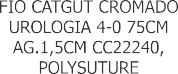 FIO CATGUT CROMADO
UROLOGIA 4-0 75CM
AG.1,5CM CC22240,
POLYSUTURE